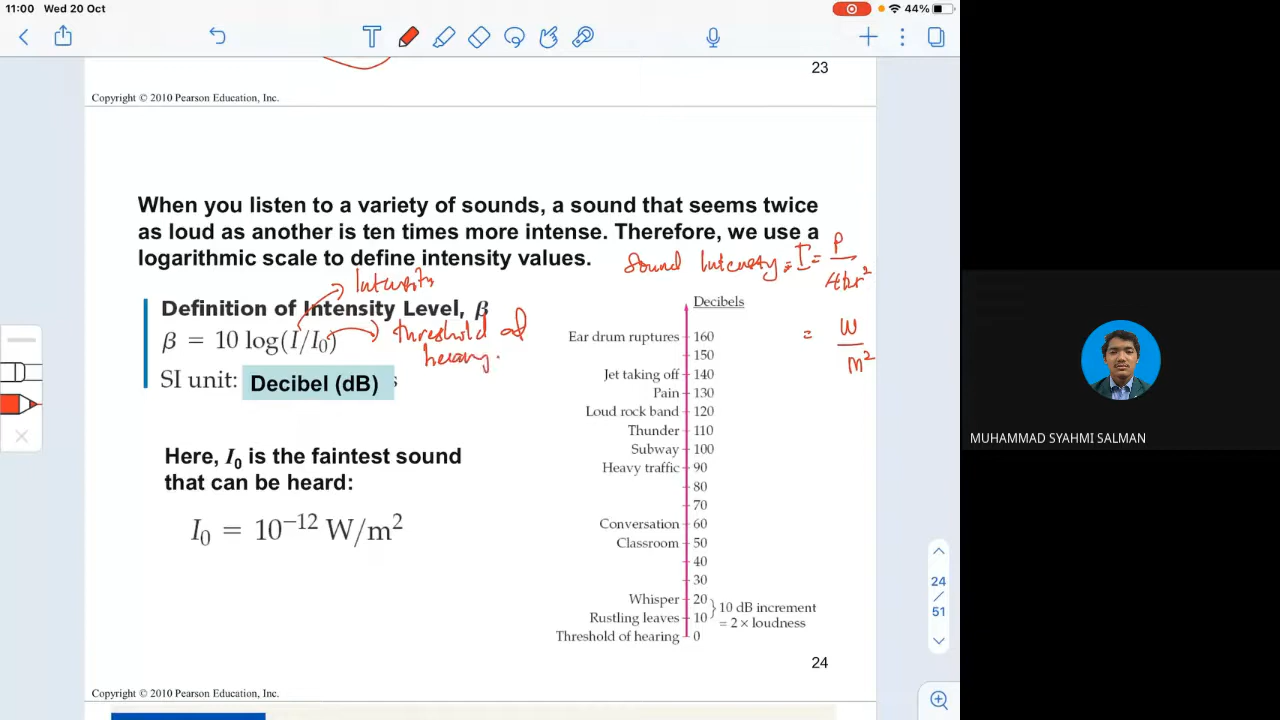 11:00 Wed 20 Oct
44%
T
23
Copyright © 2010 Pearson Education, Inc.
When you listen to a variety of sounds, a sound that seems twice
as loud as another is ten times more intense. Therefore, we use a
logarithmic scale to define intensity values.
Sound Intensity = I = P / 4πr²
= W / m²
Intensity
Definition of Intensity Level, β
β = 10 log(I/I₀)
threshold of
SI unit: Decibel (dB) s
Here, I₀ is the faintest sound
that can be heard:
I₀ = 10⁻¹² W/m²
Decibels
Ear drum ruptures 160
150
Jet taking off 140
Pain 130
Loud rock band 120
Thunder 110
Subway 100
Heavy traffic 90
80
70
Conversation 60
Classroom 50
40
30
Whisper 20
Rustling leaves 10
Threshold of hearing 0
10 dB increment
= 2 × loudness
24
Copyright © 2010 Pearson Education, Inc.
24
/
51
MUHAMMAD SYAHMI SALMAN